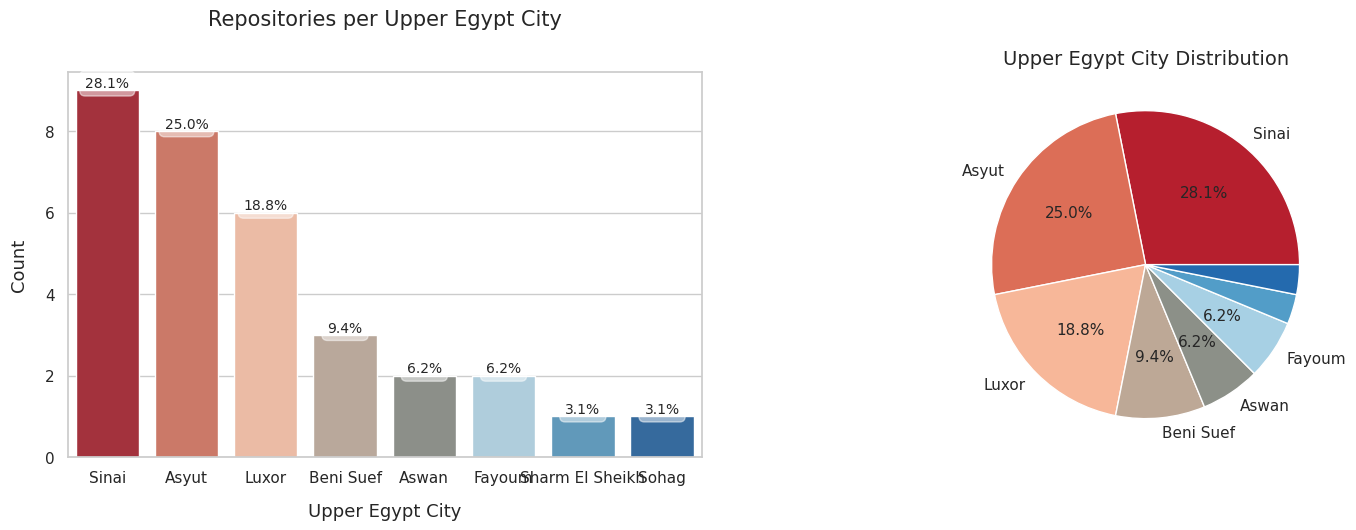 Repositories per Upper Egypt City
28.1%
25.0%
18.8%
9.4%
6.2%
6.2%
3.1%
3.1%
8
6
4
2
0
Count
Sinai
Asyut
Luxor
Beni Suef
Aswan
Fayoum
Sharm El Sheikh
Sohag
Upper Egypt City
Upper Egypt City Distribution
Sinai
Asyut
28.1%
25.0%
18.8%
9.4%
6.2%
6.2%
Luxor
Beni Suef
Aswan
Fayoum